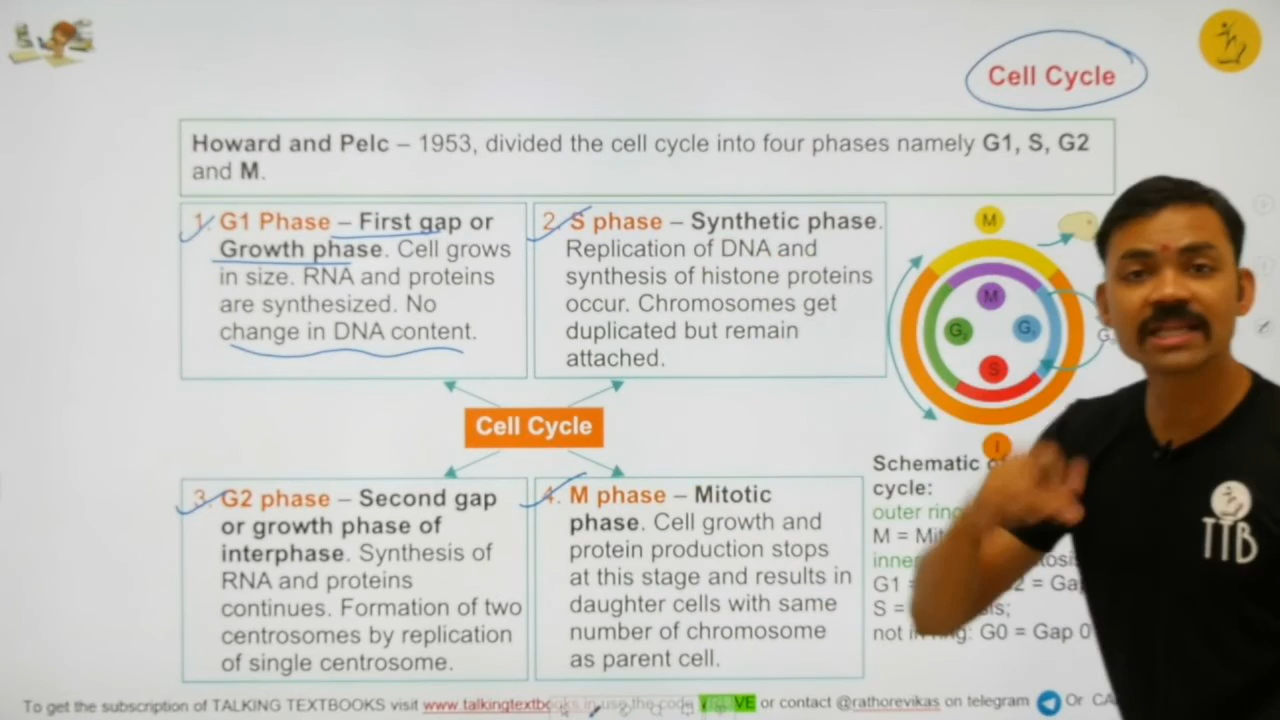 Cell Cycle
Howard and Pelc – 1953, divided the cell cycle into four phases namely G1, S, G2
and M.
1. G1 Phase – First gap or
Growth phase. Cell grows
in size. RNA and proteins
are synthesized. No
change in DNA content.
2. S phase – Synthetic phase.
Replication of DNA and
synthesis of histone proteins
occur. Chromosomes get
duplicated but remain
attached.
M
M
G₂
G₁
S
I
Cell Cycle
3. G2 phase – Second gap
or growth phase of
interphase. Synthesis of
RNA and proteins
continues. Formation of two
centrosomes by replication
of single centrosome.
4. M phase – Mitotic
phase. Cell growth and
protein production stops
at this stage and results in
daughter cells with same
number of chromosome
as parent cell.
Schematic
cycle:
outer ring
M =
G1 = Gap
S =
not in ring: G0 = Gap 0
TTB
To get the subscription of TALKING TEXTBOOKS visit www.talkingtextbooks.in use the code VE or contact @rathorevikas on telegram Or